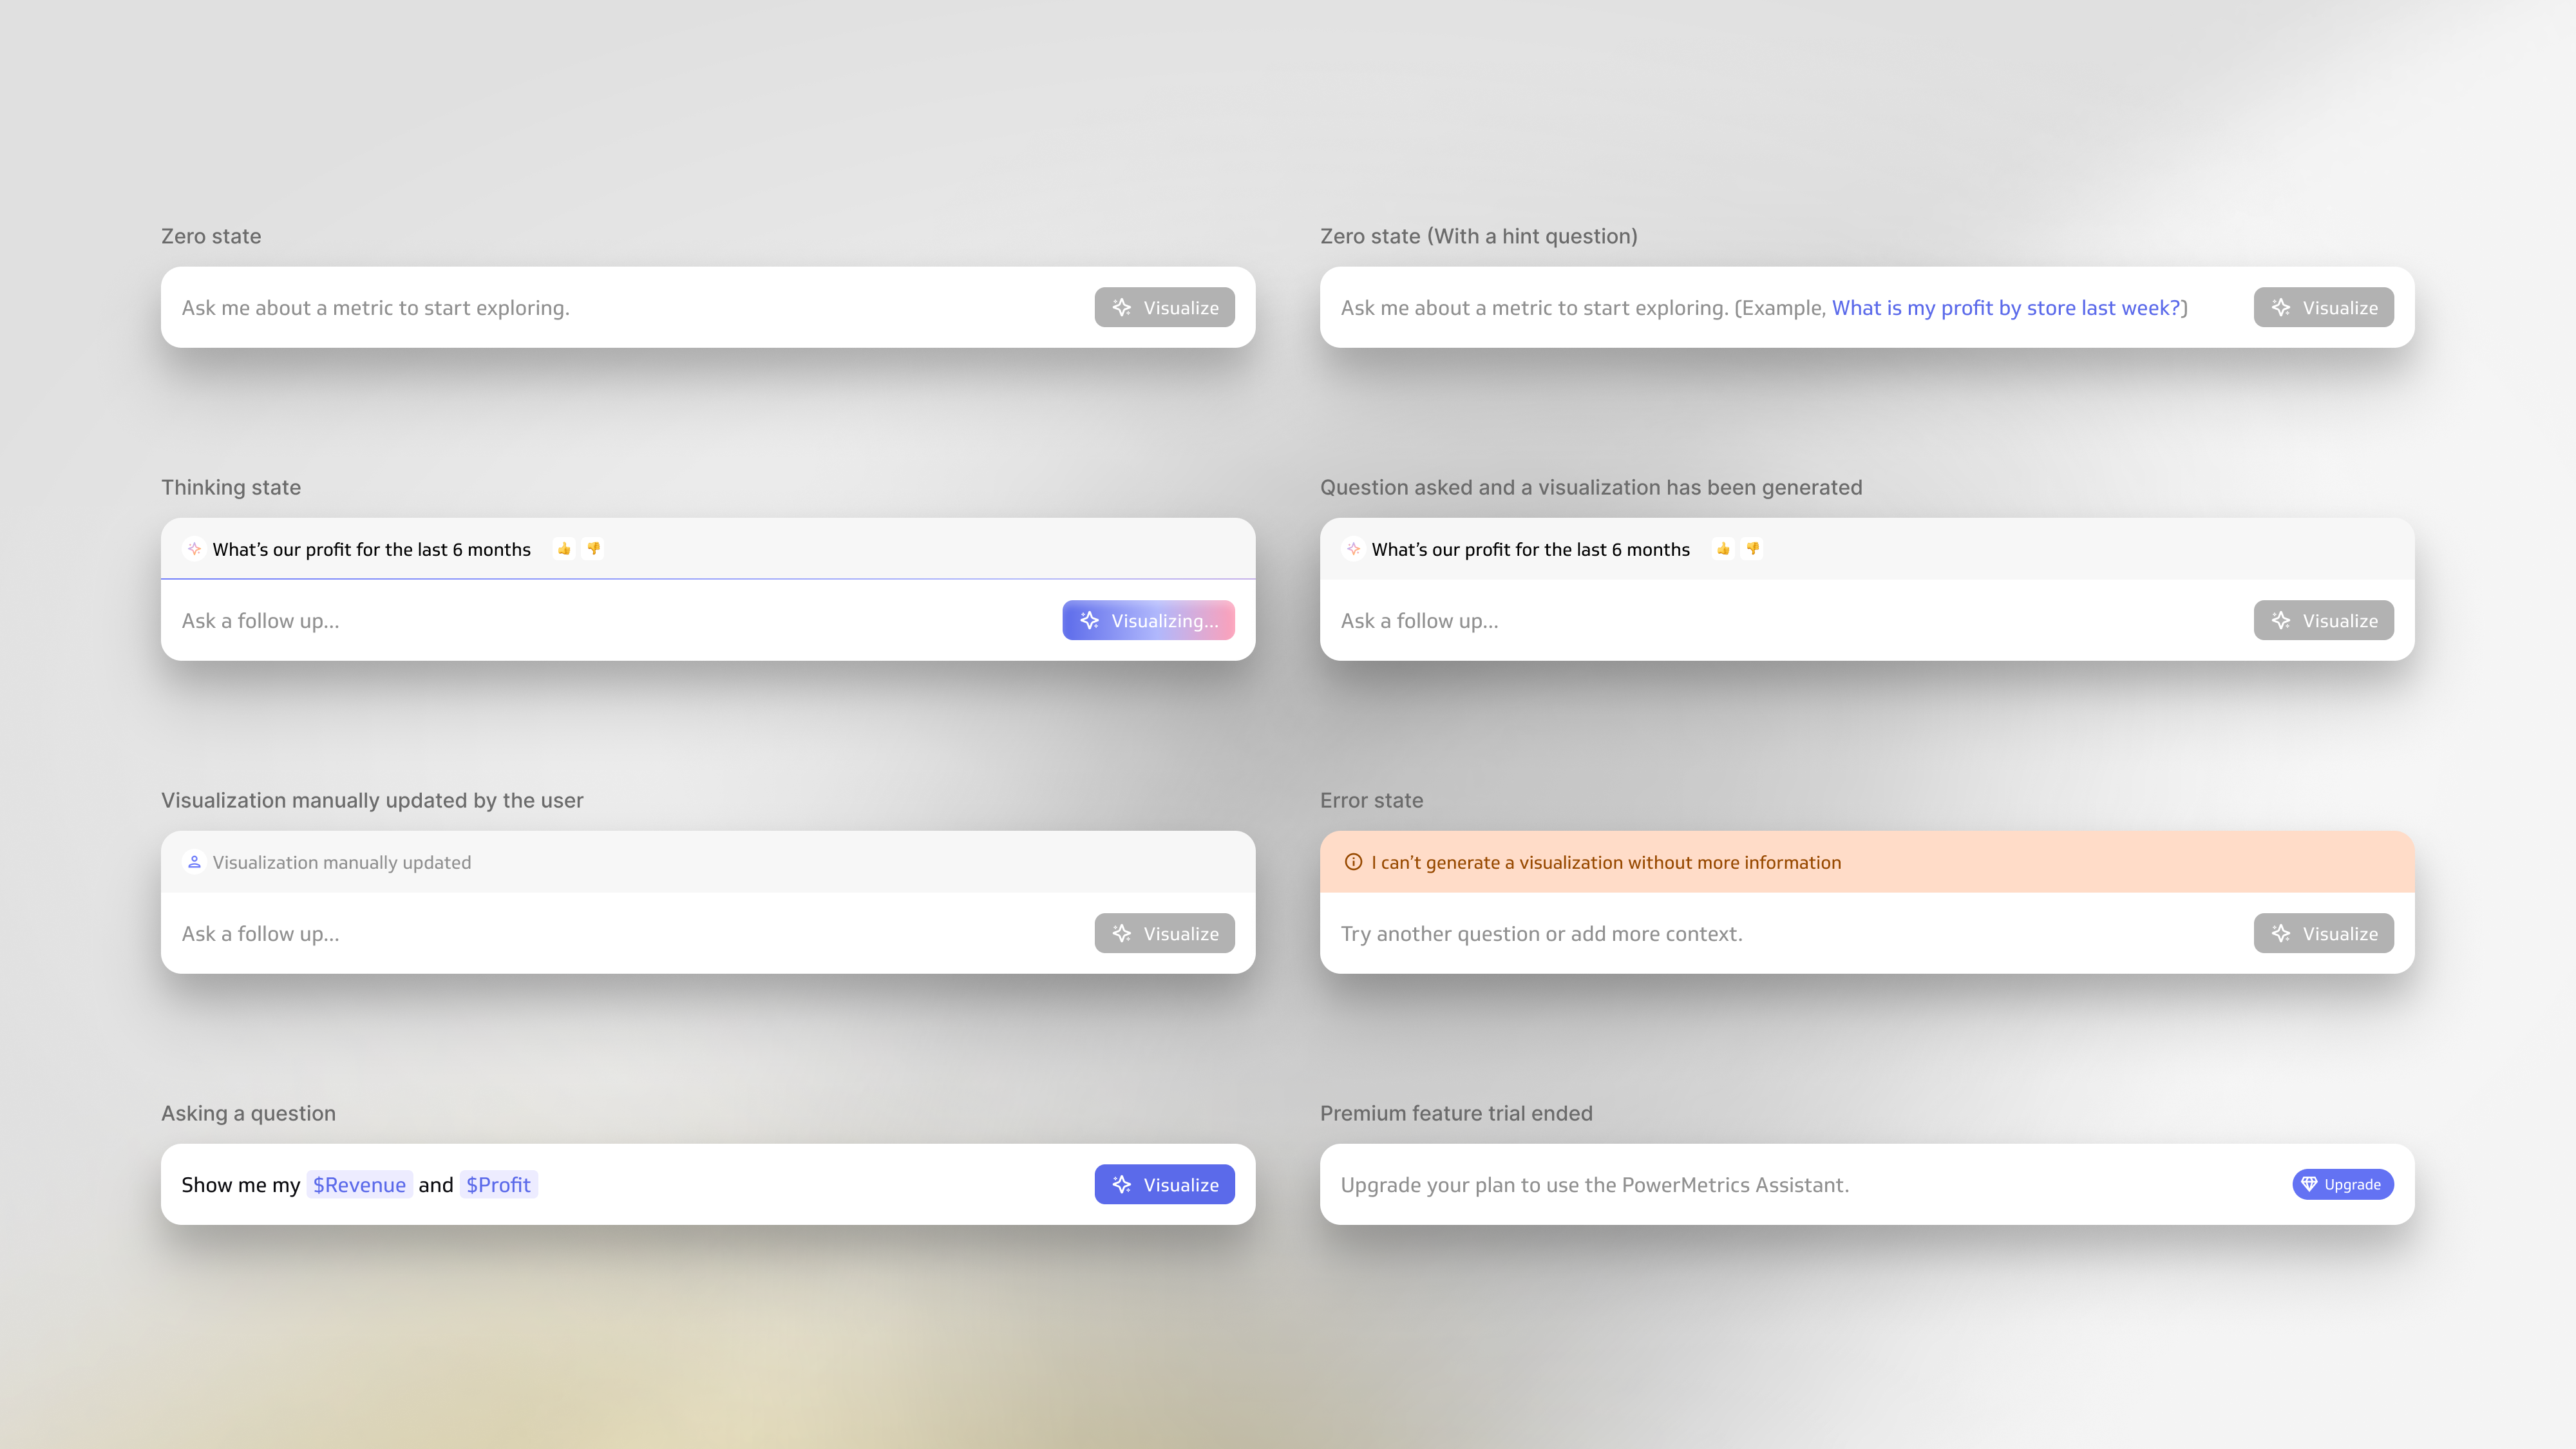 Zero state
Ask me about a metric to start exploring.
Visualize
Zero state (With a hint question)
Ask me about a metric to start exploring. (Example, What is my profit by store last week?)
Visualize
Thinking state
What’s our profit for the last 6 months
Ask a follow up...
Visualizing...
Question asked and a visualization has been generated
What’s our profit for the last 6 months
Ask a follow up...
Visualize
Visualization manually updated by the user
Visualization manually updated
Ask a follow up...
Visualize
Error state
I can’t generate a visualization without more information
Try another question or add more context.
Visualize
Asking a question
Show me my $Revenue and $Profit
Visualize
Premium feature trial ended
Upgrade your plan to use the PowerMetrics Assistant.
Upgrade